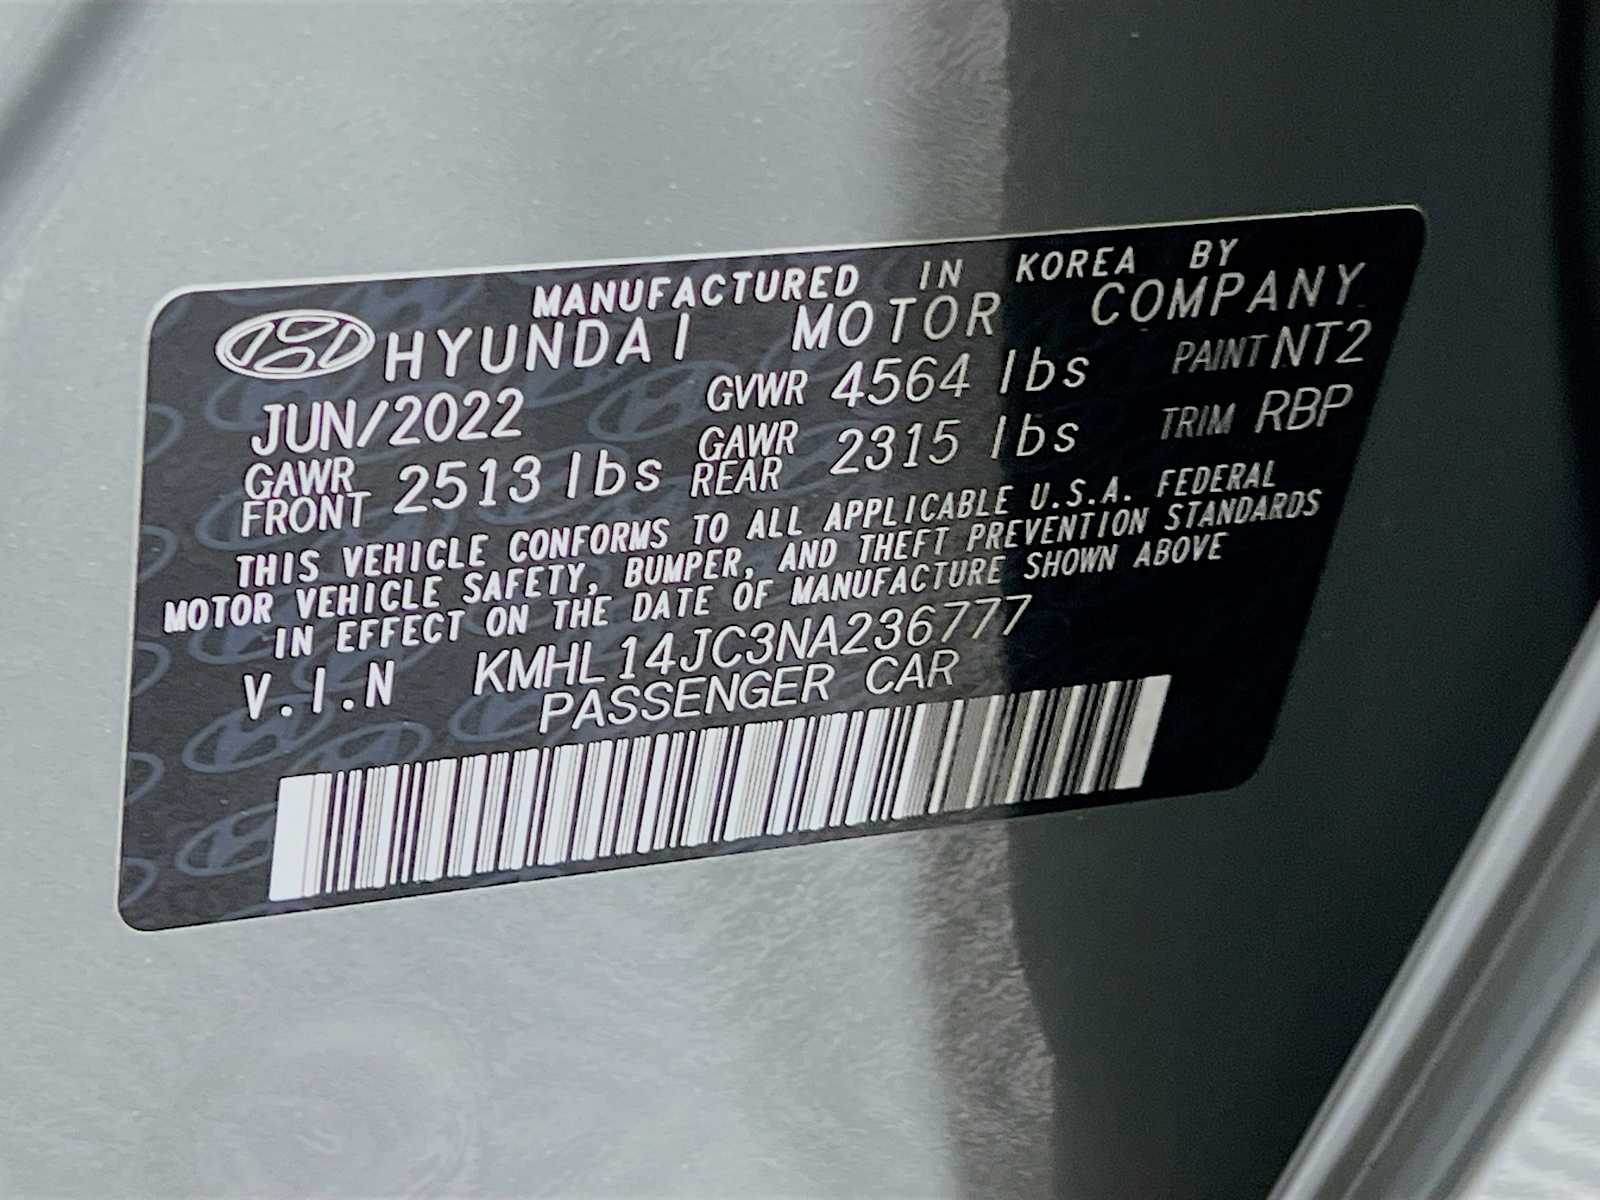 MANUFACTURED IN KOREA BY
HYUNDAI MOTOR COMPANY
JUN/2022 GVWR 4564 lbs PAINT NT2
GAWR FRONT 2513 lbs GAWR REAR 2315 lbs TRIM RBP
THIS VEHICLE CONFORMS TO ALL APPLICABLE U.S.A. FEDERAL
MOTOR VEHICLE SAFETY, BUMPER, AND THEFT PREVENTION STANDARDS
IN EFFECT ON THE DATE OF MANUFACTURE SHOWN ABOVE
V.I.N KMHL14JC3NA236777
PASSENGER CAR